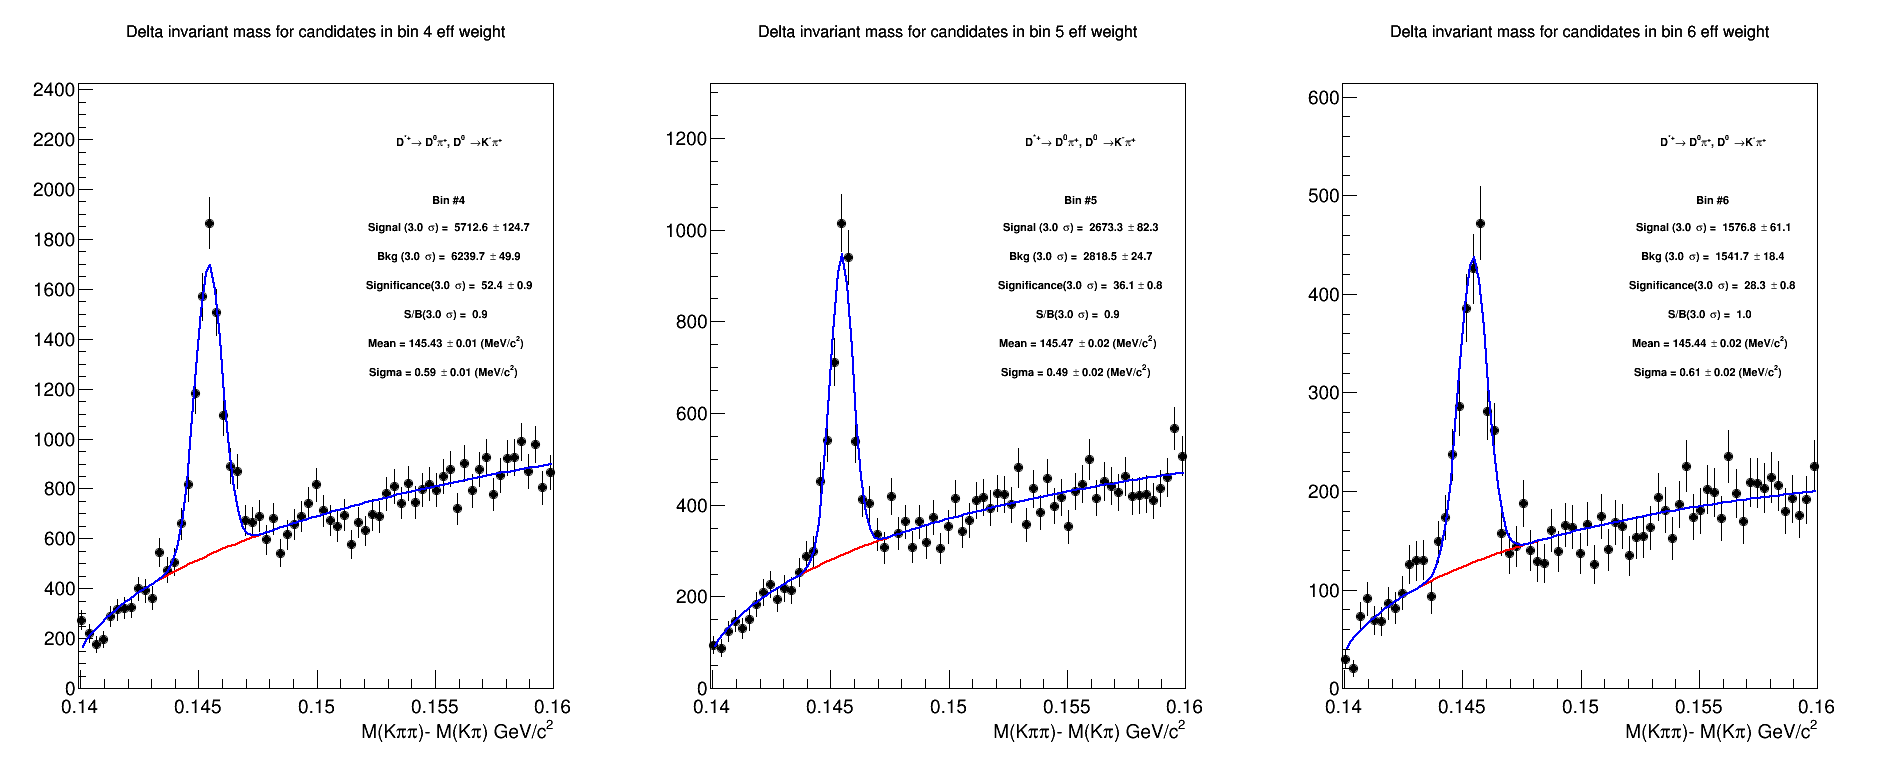 Delta invariant mass for candidates in bin 4 eff weight
2400
2200
2000
1800
1600
1400
1200
1000
800
600
400
200
0
D*+→ D0π+, D0 →K-π+
Bin #4
Signal (3.0 σ) = 5712.6 ± 124.7
Bkg (3.0 σ) = 6239.7 ± 49.9
Significance(3.0 σ) = 52.4 ± 0.9
S/B(3.0 σ) = 0.9
Mean = 145.43 ± 0.01 (MeV/c2)
Sigma = 0.59 ± 0.01 (MeV/c2)
0.14 0.145 0.15 0.155 0.16
M(Kππ)- M(Kπ) GeV/c2
Delta invariant mass for candidates in bin 5 eff weight
1200
1000
800
600
400
200
0
D*+→ D0π+, D0 →K-π+
Bin #5
Signal (3.0 σ) = 2673.3 ± 82.3
Bkg (3.0 σ) = 2818.5 ± 24.7
Significance(3.0 σ) = 36.1 ± 0.8
S/B(3.0 σ) = 0.9
Mean = 145.47 ± 0.02 (MeV/c2)
Sigma = 0.49 ± 0.02 (MeV/c2)
0.14 0.145 0.15 0.155 0.16
M(Kππ)- M(Kπ) GeV/c2
Delta invariant mass for candidates in bin 6 eff weight
600
500
400
300
200
100
0
D*+→ D0π+, D0 →K-π+
Bin #6
Signal (3.0 σ) = 1576.8 ± 61.1
Bkg (3.0 σ) = 1541.7 ± 18.4
Significance(3.0 σ) = 28.3 ± 0.8
S/B(3.0 σ) = 1.0
Mean = 145.44 ± 0.02 (MeV/c2)
Sigma = 0.61 ± 0.02 (MeV/c2)
0.14 0.145 0.15 0.155 0.16
M(Kππ)- M(Kπ) GeV/c2